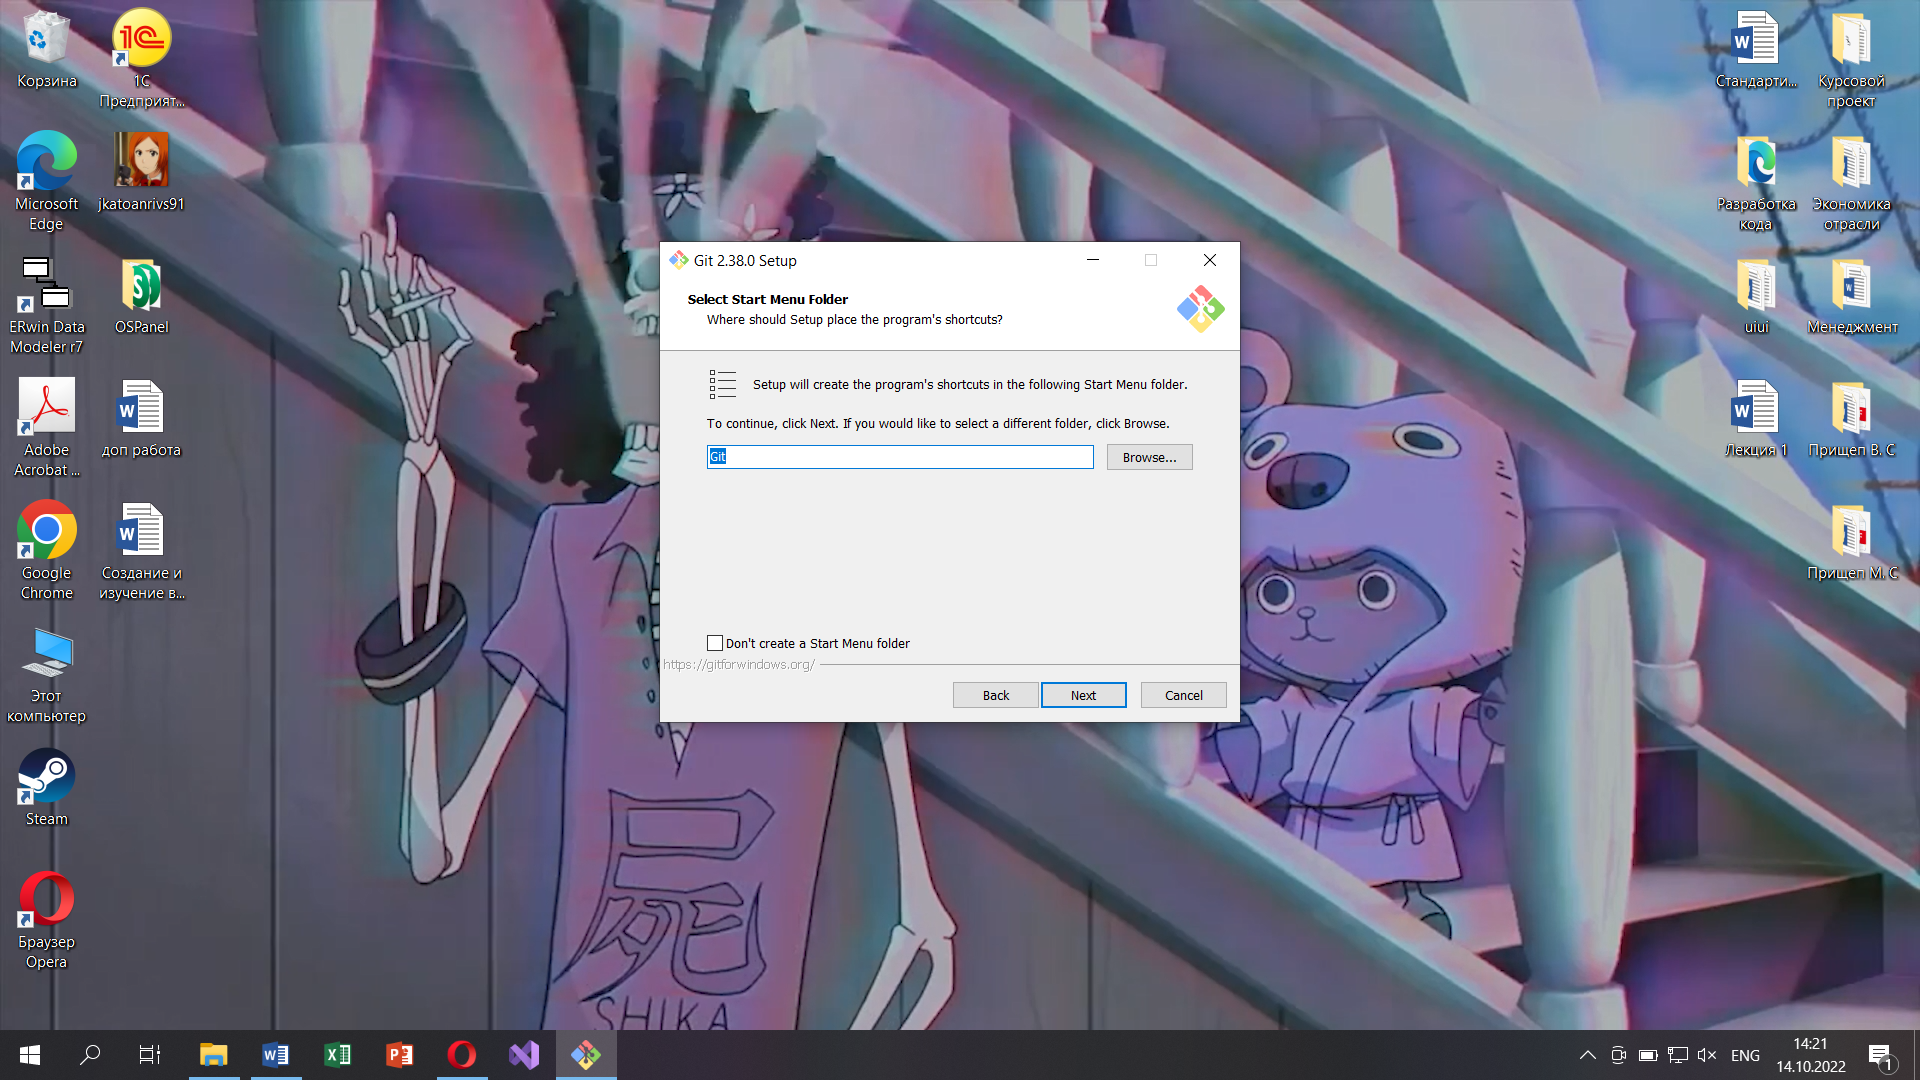 Корзина
1C
Предприят...
Microsoft
Edge
jkatoanrivs91
ERwin Data
Modeler r7
OSPanel
Adobe
Acrobat ...
доп работа
Google
Chrome
Создание и
изучение в...
Этот
компьютер
Steam
Браузер
Opera
Git 2.38.0 Setup
Select Start Menu Folder
Where should Setup place the program's shortcuts?
Setup will create the program's shortcuts in the following Start Menu folder.
To continue, click Next. If you would like to select a different folder, click Browse.
Git
Browse...
Don't create a Start Menu folder
https://gitforwindows.org/
Back
Next
Cancel
Стандарти...
Курсовой
проект
Разработка
кода
Экономика
отрасли
uiui
Менеджмент
Лекция 1
Прищеп В. С
Прищеп М. С
屍
SHIKA
ENG
14:21
14.10.2022
1